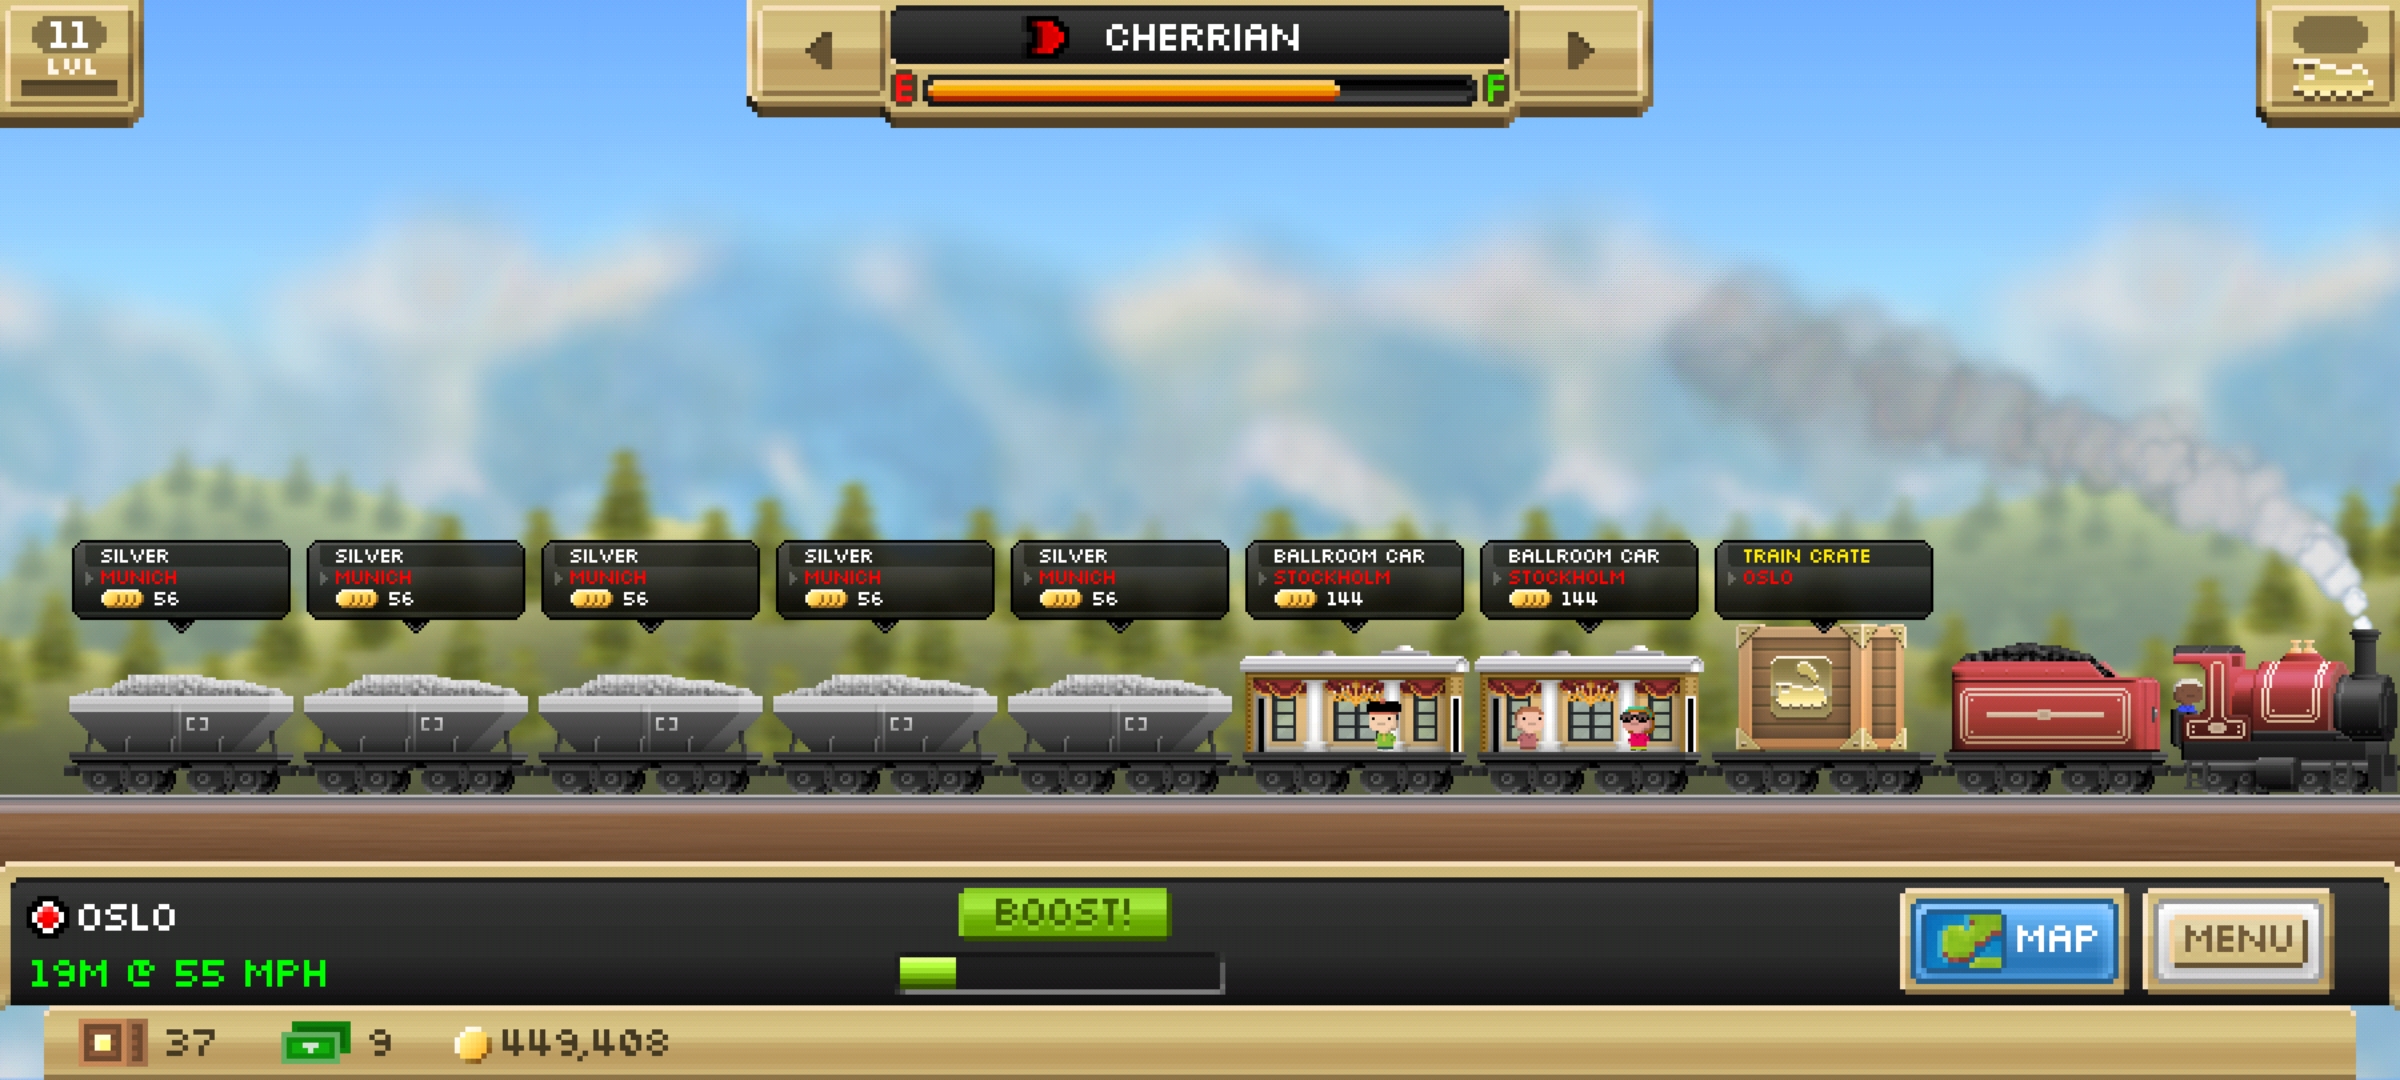 11
LVL
CHERRIAN
E F
SILVER
MUNICH
56
SILVER
MUNICH
56
SILVER
MUNICH
56
SILVER
MUNICH
56
SILVER
MUNICH
56
BALLROOM CAR
STOCKHOLM
144
BALLROOM CAR
STOCKHOLM
144
TRAIN CRATE
OSLO
OSLO
19M @ 55 MPH
BOOST!
MAP
MENU
37
9
449,408